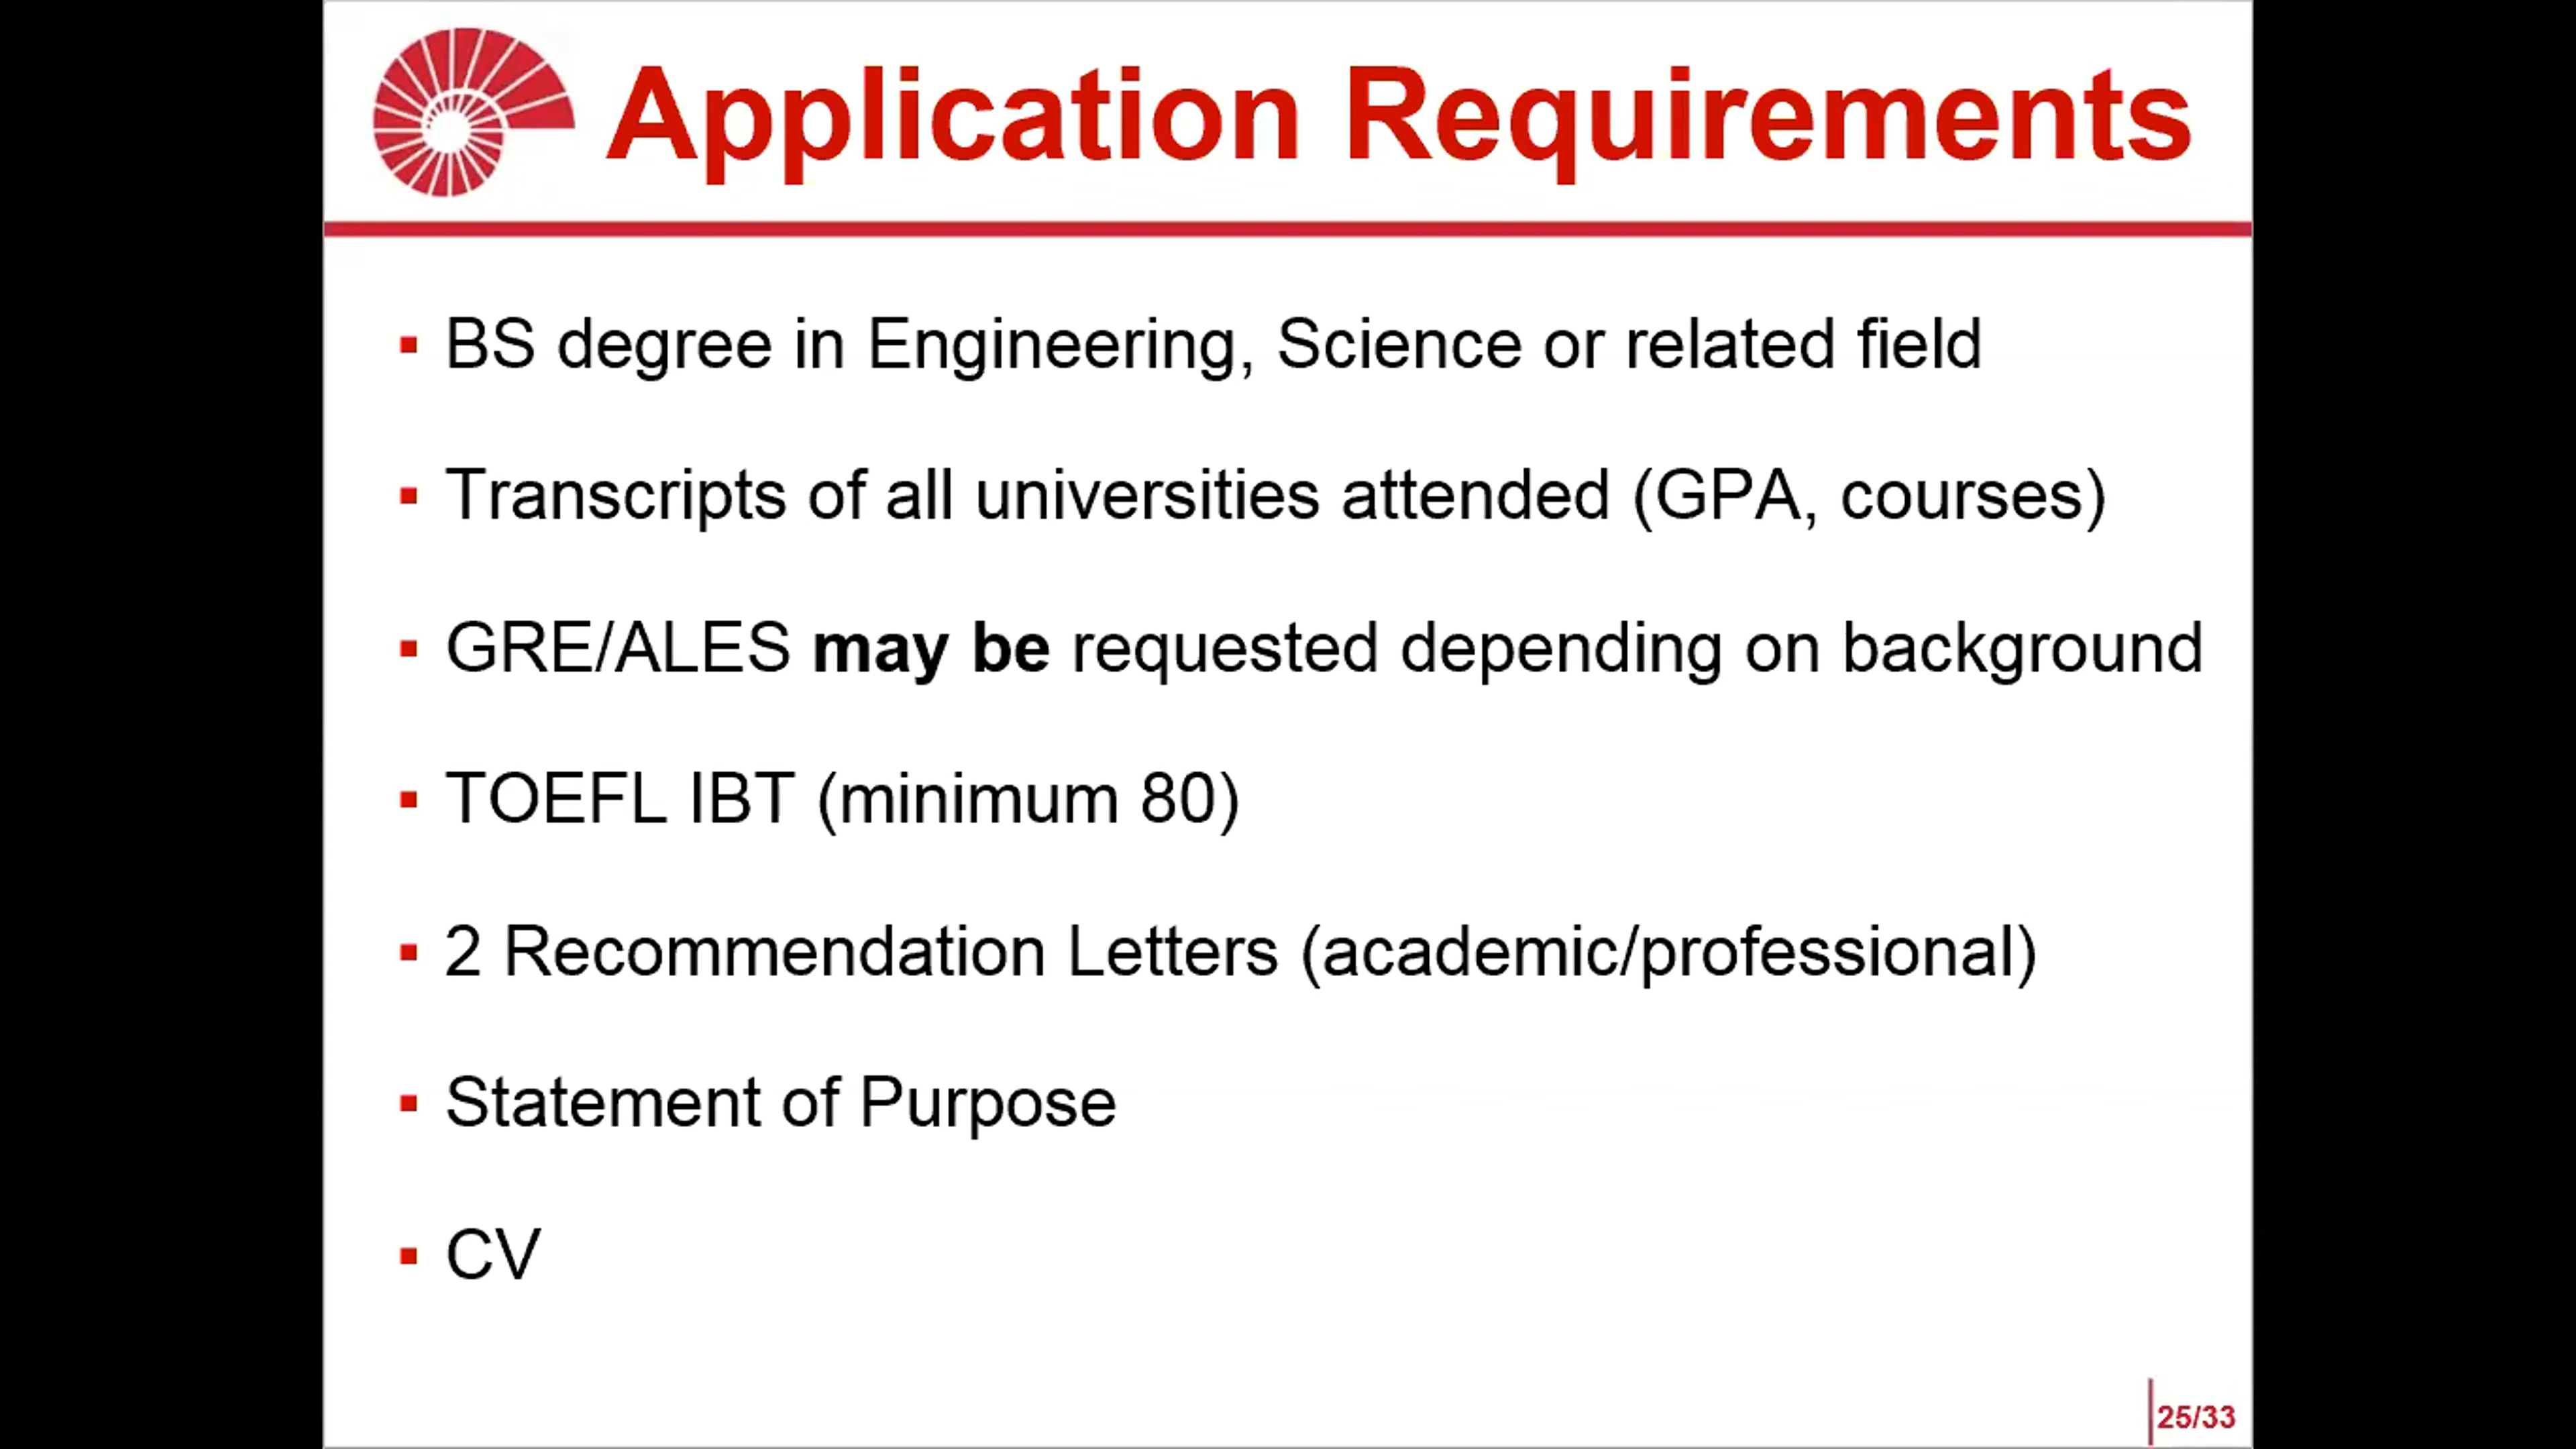 Application Requirements
BS degree in Engineering, Science or related field
Transcripts of all universities attended (GPA, courses)
GRE/ALES may be requested depending on background
TOEFL IBT (minimum 80)
2 Recommendation Letters (academic/professional)
Statement of Purpose
CV
25/33